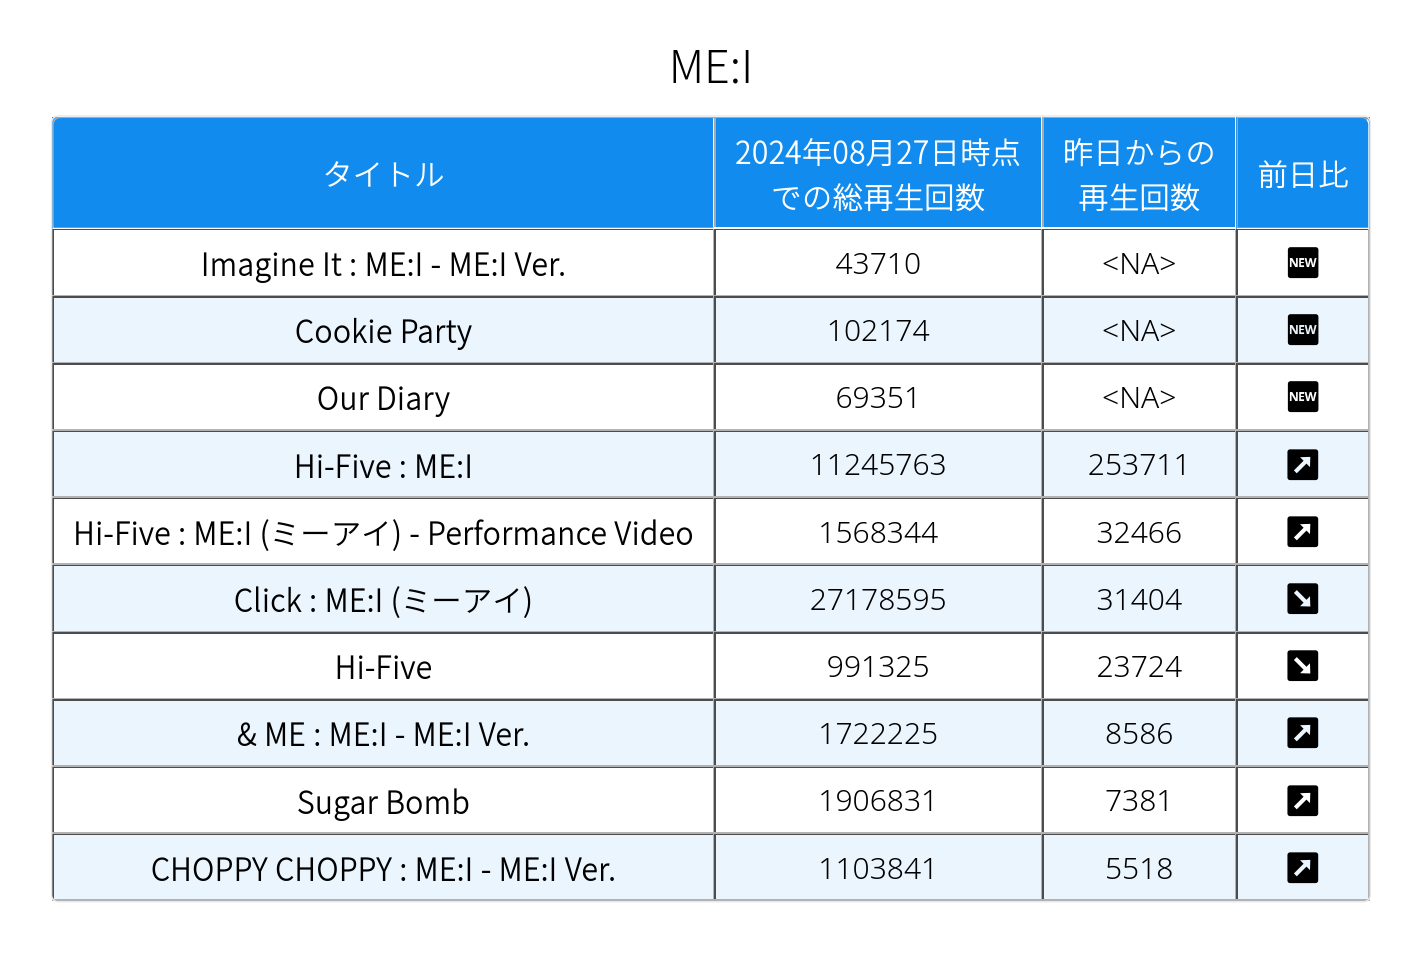 ME:I
タイトル 2024年08月27日時点での総再生回数 昨日からの再生回数 前日比
Imagine It : ME:I - ME:I Ver. 43710 <NA> NEW
Cookie Party 102174 <NA> NEW
Our Diary 69351 <NA> NEW
Hi-Five : ME:I 11245763 253711
Hi-Five : ME:I (ミーアイ) - Performance Video 1568344 32466
Click : ME:I (ミーアイ) 27178595 31404
Hi-Five 991325 23724
& ME : ME:I - ME:I Ver. 1722225 8586
Sugar Bomb 1906831 7381
CHOPPY CHOPPY : ME:I - ME:I Ver. 1103841 5518